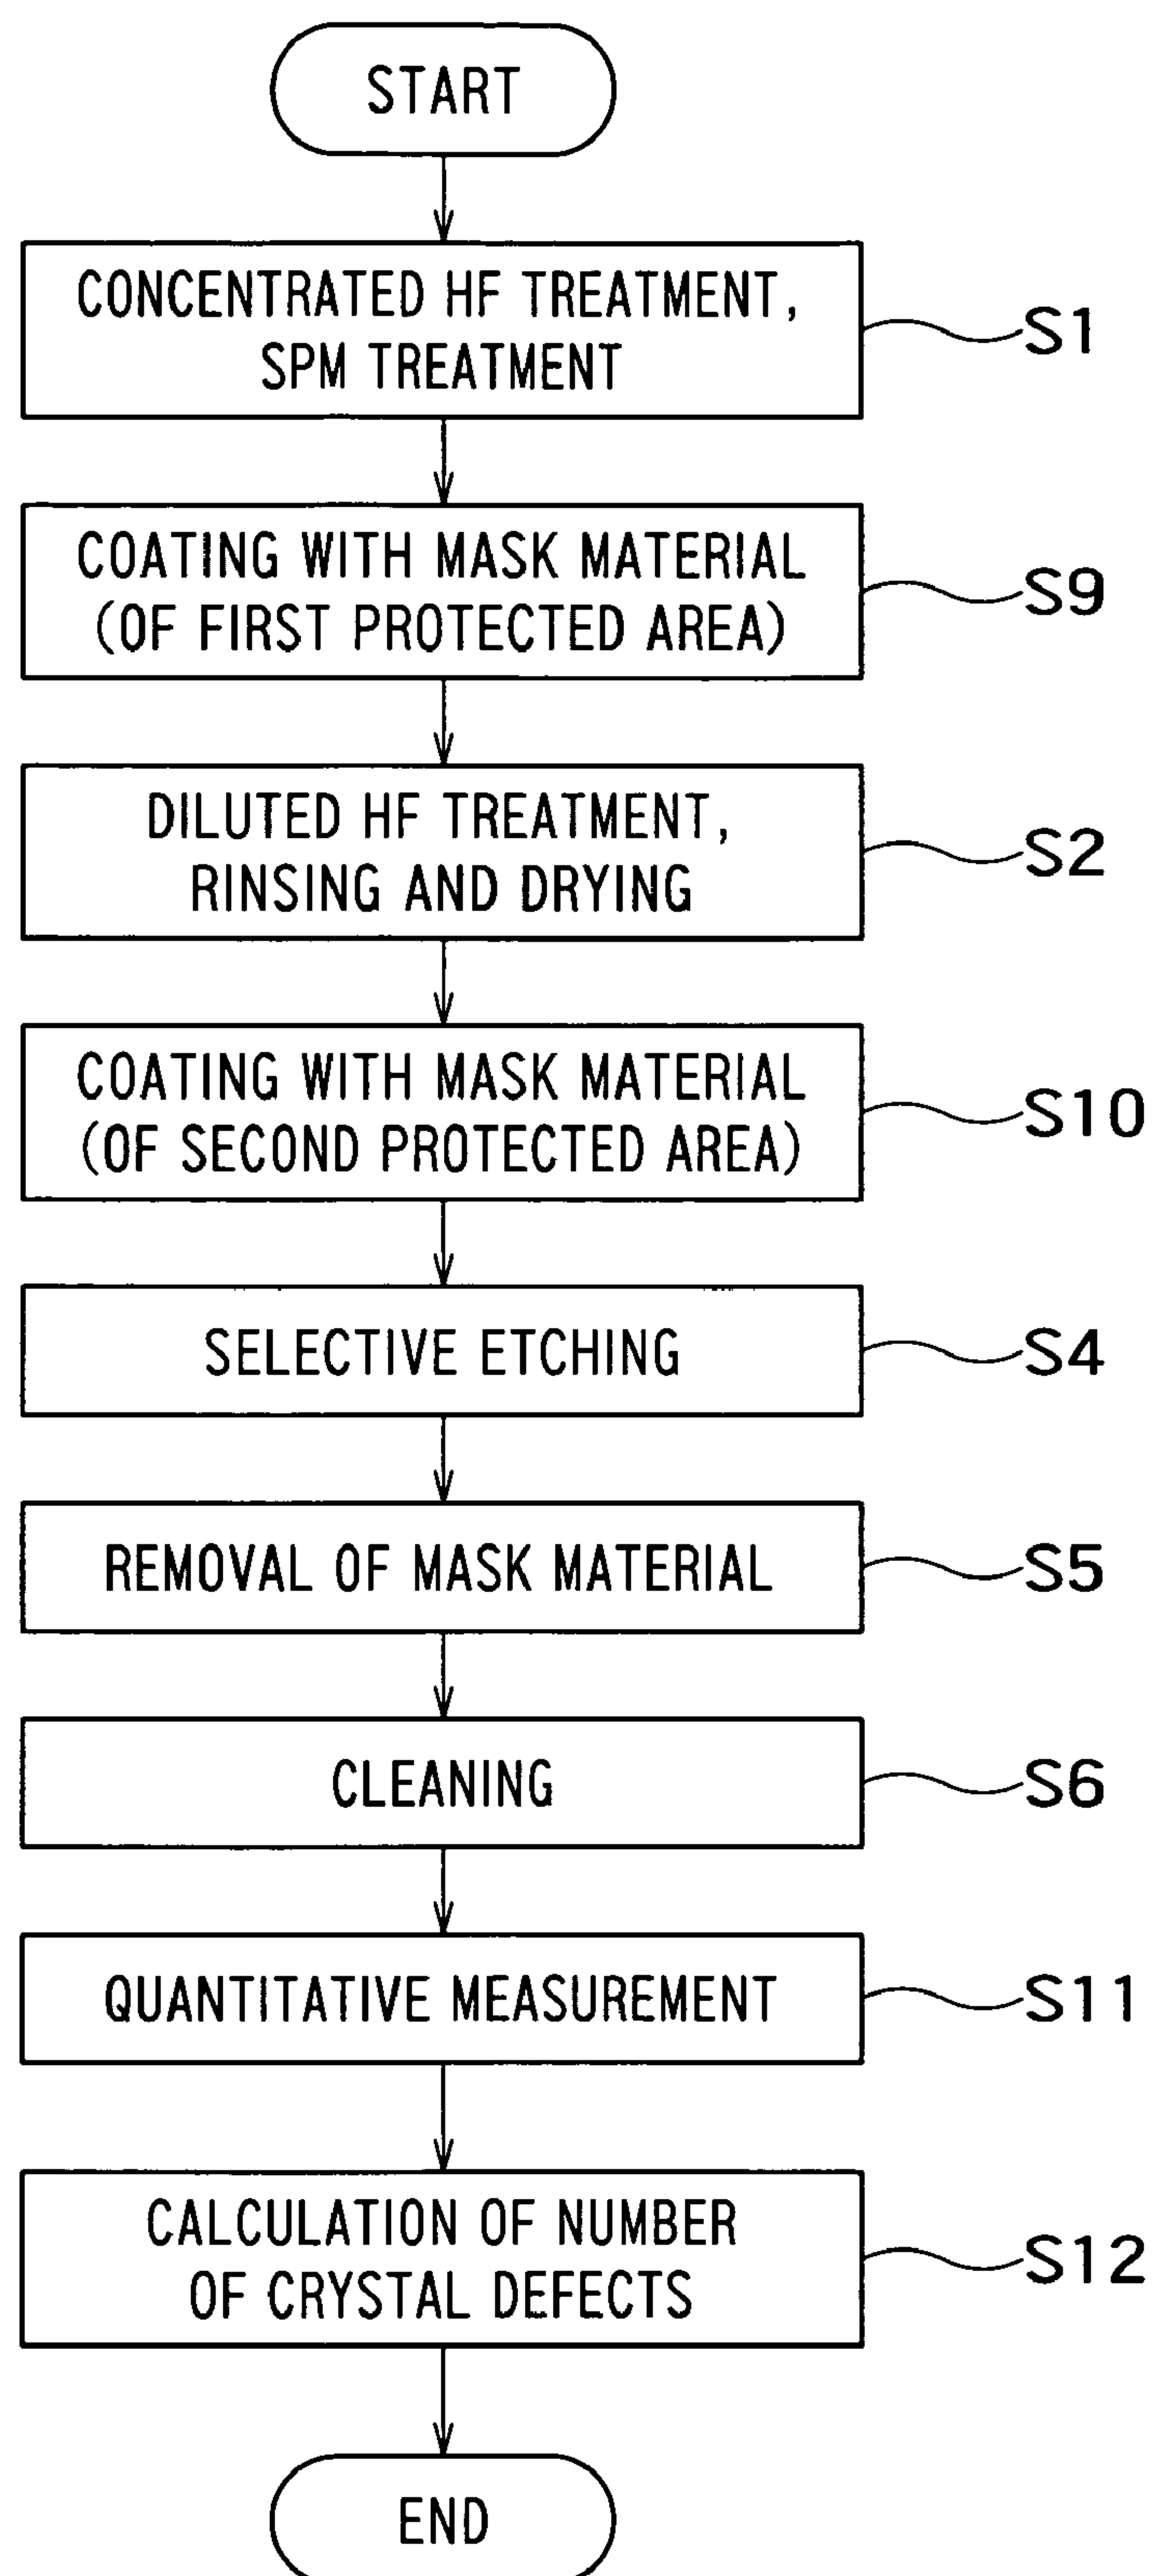 START
CONCENTRATED HF TREATMENT,
SPM TREATMENT
S1
COATING WITH MASK MATERIAL
(OF FIRST PROTECTED AREA)
S9
DILUTED HF TREATMENT,
RINSING AND DRYING
S2
COATING WITH MASK MATERIAL
(OF SECOND PROTECTED AREA)
S10
SELECTIVE ETCHING
S4
REMOVAL OF MASK MATERIAL
S5
CLEANING
S6
QUANTITATIVE MEASUREMENT
S11
CALCULATION OF NUMBER
OF CRYSTAL DEFECTS
S12
END